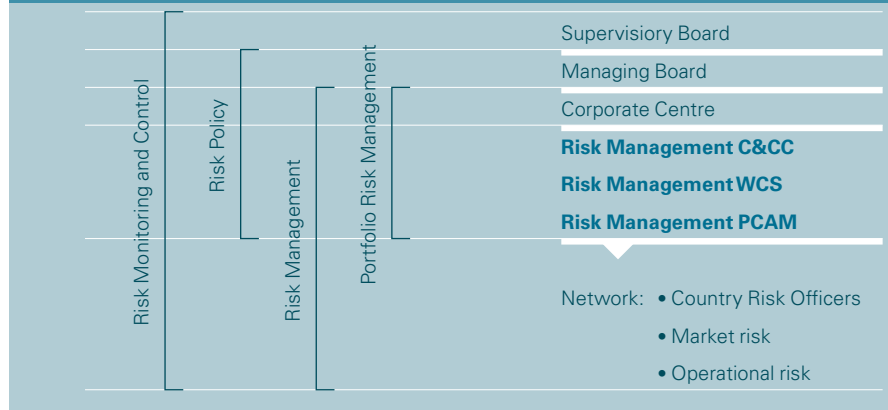 Supervisiory Board
Managing Board
Corporate Centre
Risk Management C&CC
Risk Management WCS
Risk Management PCAM
Network: • Country Risk Officers
• Market risk
• Operational risk
Risk Monitoring and Control
Risk Policy
Risk Management
Portfolio Risk Management